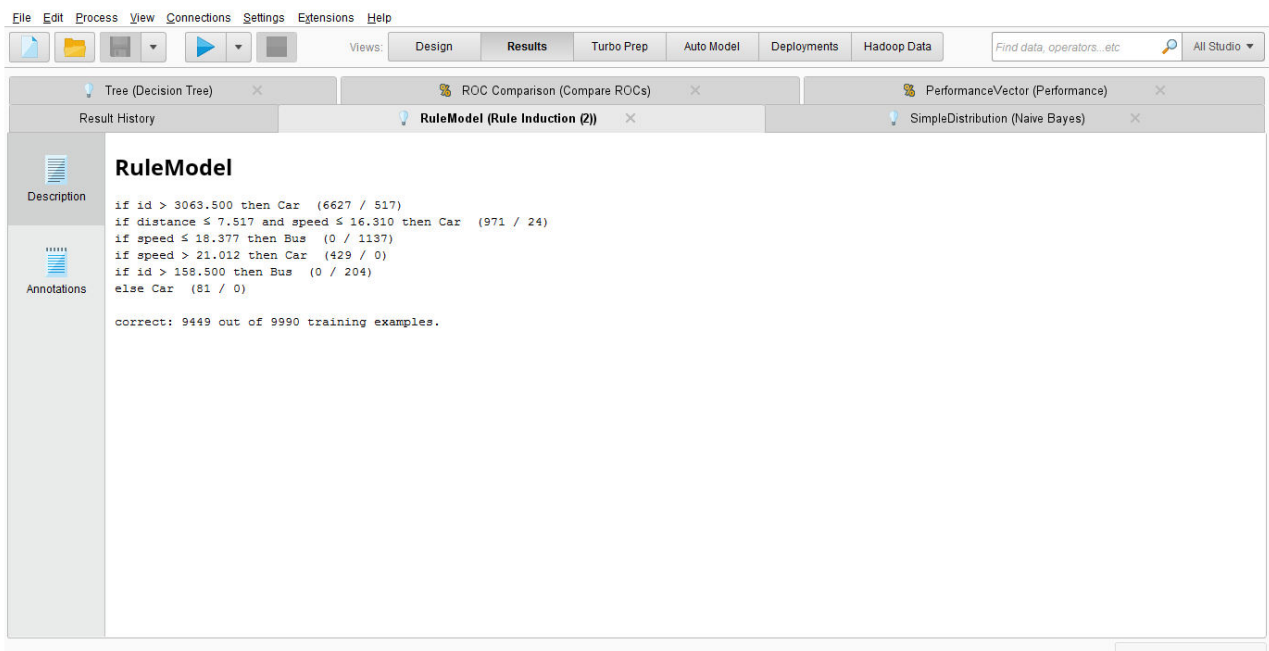 File Edit Process View Connections Settings Extensions Help
Views: Design Results Turbo Prep Auto Model Deployments Hadoop Data Find data, operators...etc All Studio
Tree (Decision Tree) ROC Comparison (Compare ROCs) PerformanceVector (Performance)
Result History RuleModel (Rule Induction (2)) SimpleDistribution (Naive Bayes)
Description
Annotations
RuleModel
if id > 3063.500 then Car (6627 / 517)
if distance ≤ 7.517 and speed ≤ 16.310 then Car (971 / 24)
if speed ≤ 18.377 then Bus (0 / 1137)
if speed > 21.012 then Car (429 / 0)
if id > 158.500 then Bus (0 / 204)
else Car (81 / 0)
correct: 9449 out of 9990 training examples.